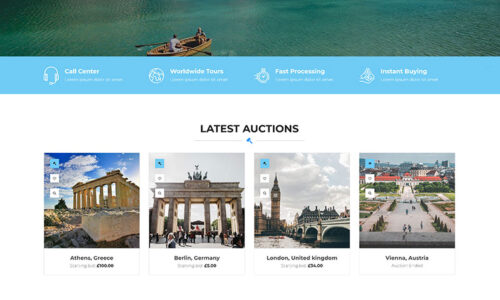 Call Center
Lorem ipsum dolor sit amet
Worldwide Tours
Lorem ipsum dolor sit amet
Fast Processing
Lorem ipsum dolor sit amet
Instant Buying
Lorem ipsum dolor sit amet
LATEST AUCTIONS
Athens, Greece
Starting bid: £100.00
Berlin, Germany
Starting bid: £5.00
London, United kingdom
Starting bid: £34.00
Vienna, Austria
Auction Ended